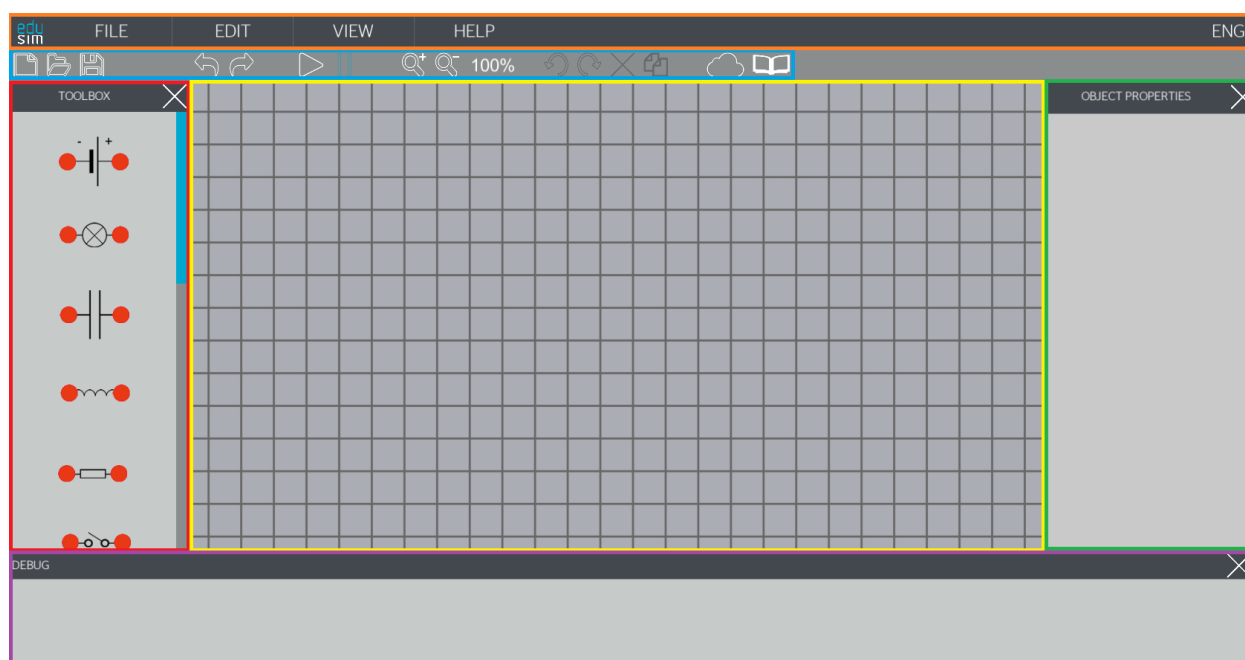 edu
sim
FILE EDIT VIEW HELP ENG
100%
TOOLBOX
OBJECT PROPERTIES
- +
DEBUG